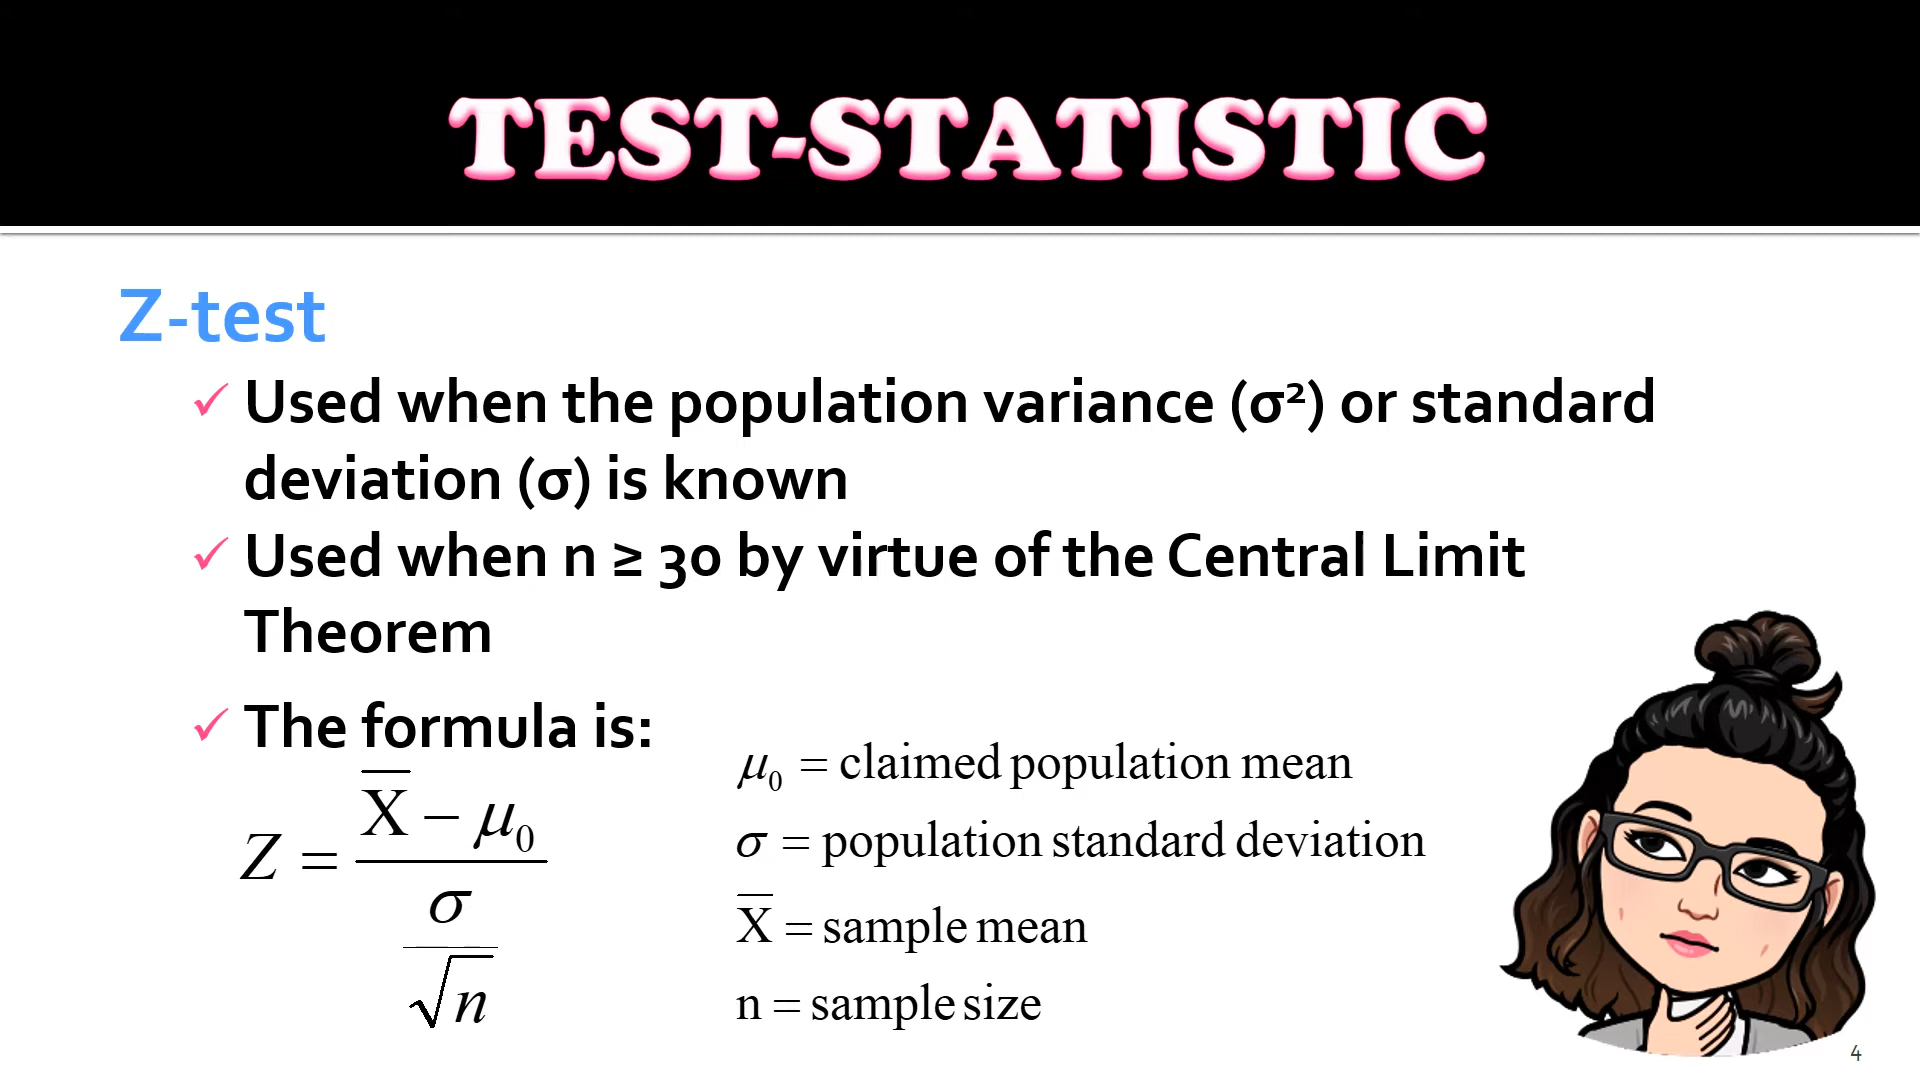 TEST-STATISTIC
Z-test
✓ Used when the population variance (σ²) or standard
deviation (σ) is known
✓ Used when n ≥ 30 by virtue of the Central Limit
Theorem
✓ The formula is:
Z = (X̅ − μ₀) / (σ / √n)
μ₀ = claimed population mean
σ = population standard deviation
X̅ = sample mean
n = sample size
4